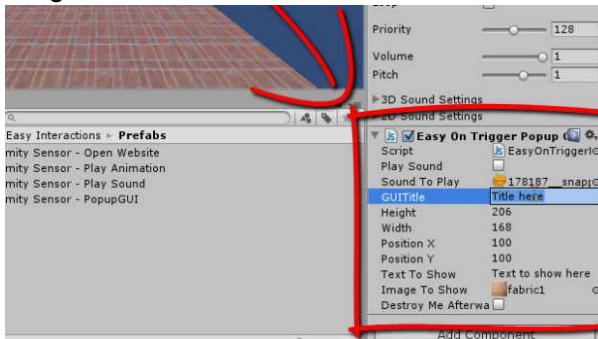 Priority 128
Volume 1
Pitch 1
3D Sound Settings
2D Sound Settings
Easy Interactions ▸ Prefabs
mity Sensor - Open Website
mity Sensor - Play Animation
mity Sensor - Play Sound
mity Sensor - PopupGUI
Easy On Trigger Popup
Script EasyOnTrigger
Play Sound
Sound To Play 178187__snap
GUITitle Title here
Height 206
Width 168
Position X 100
Position Y 100
Text To Show Text to show here
Image To Show fabric1
Destroy Me Afterwa
Add Component